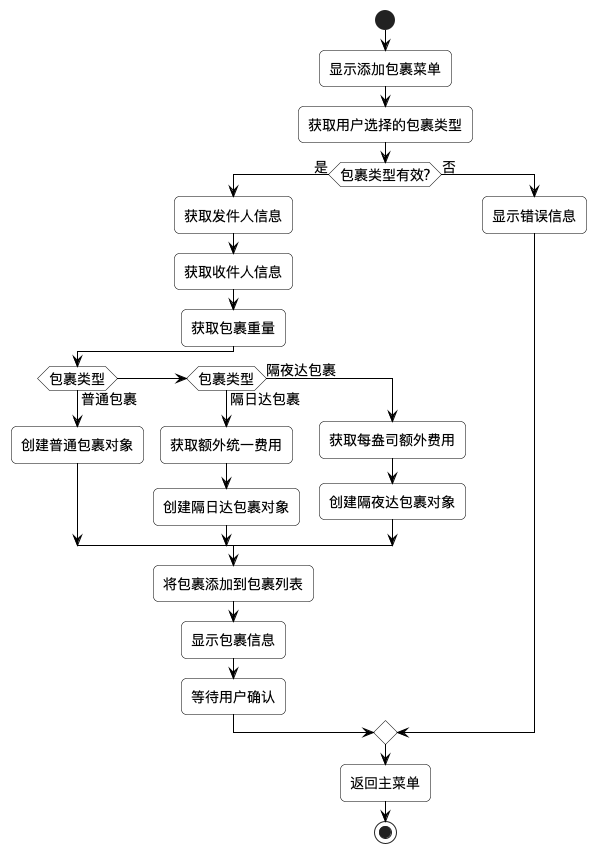 显示添加包裹菜单
获取用户选择的包裹类型
是
包裹类型有效?
否
获取发件人信息
显示错误信息
获取收件人信息
获取包裹重量
包裹类型
普通包裹
包裹类型
隔日达包裹
隔夜达包裹
创建普通包裹对象
获取额外统一费用
创建隔日达包裹对象
获取每盎司额外费用
创建隔夜达包裹对象
将包裹添加到包裹列表
显示包裹信息
等待用户确认
返回主菜单